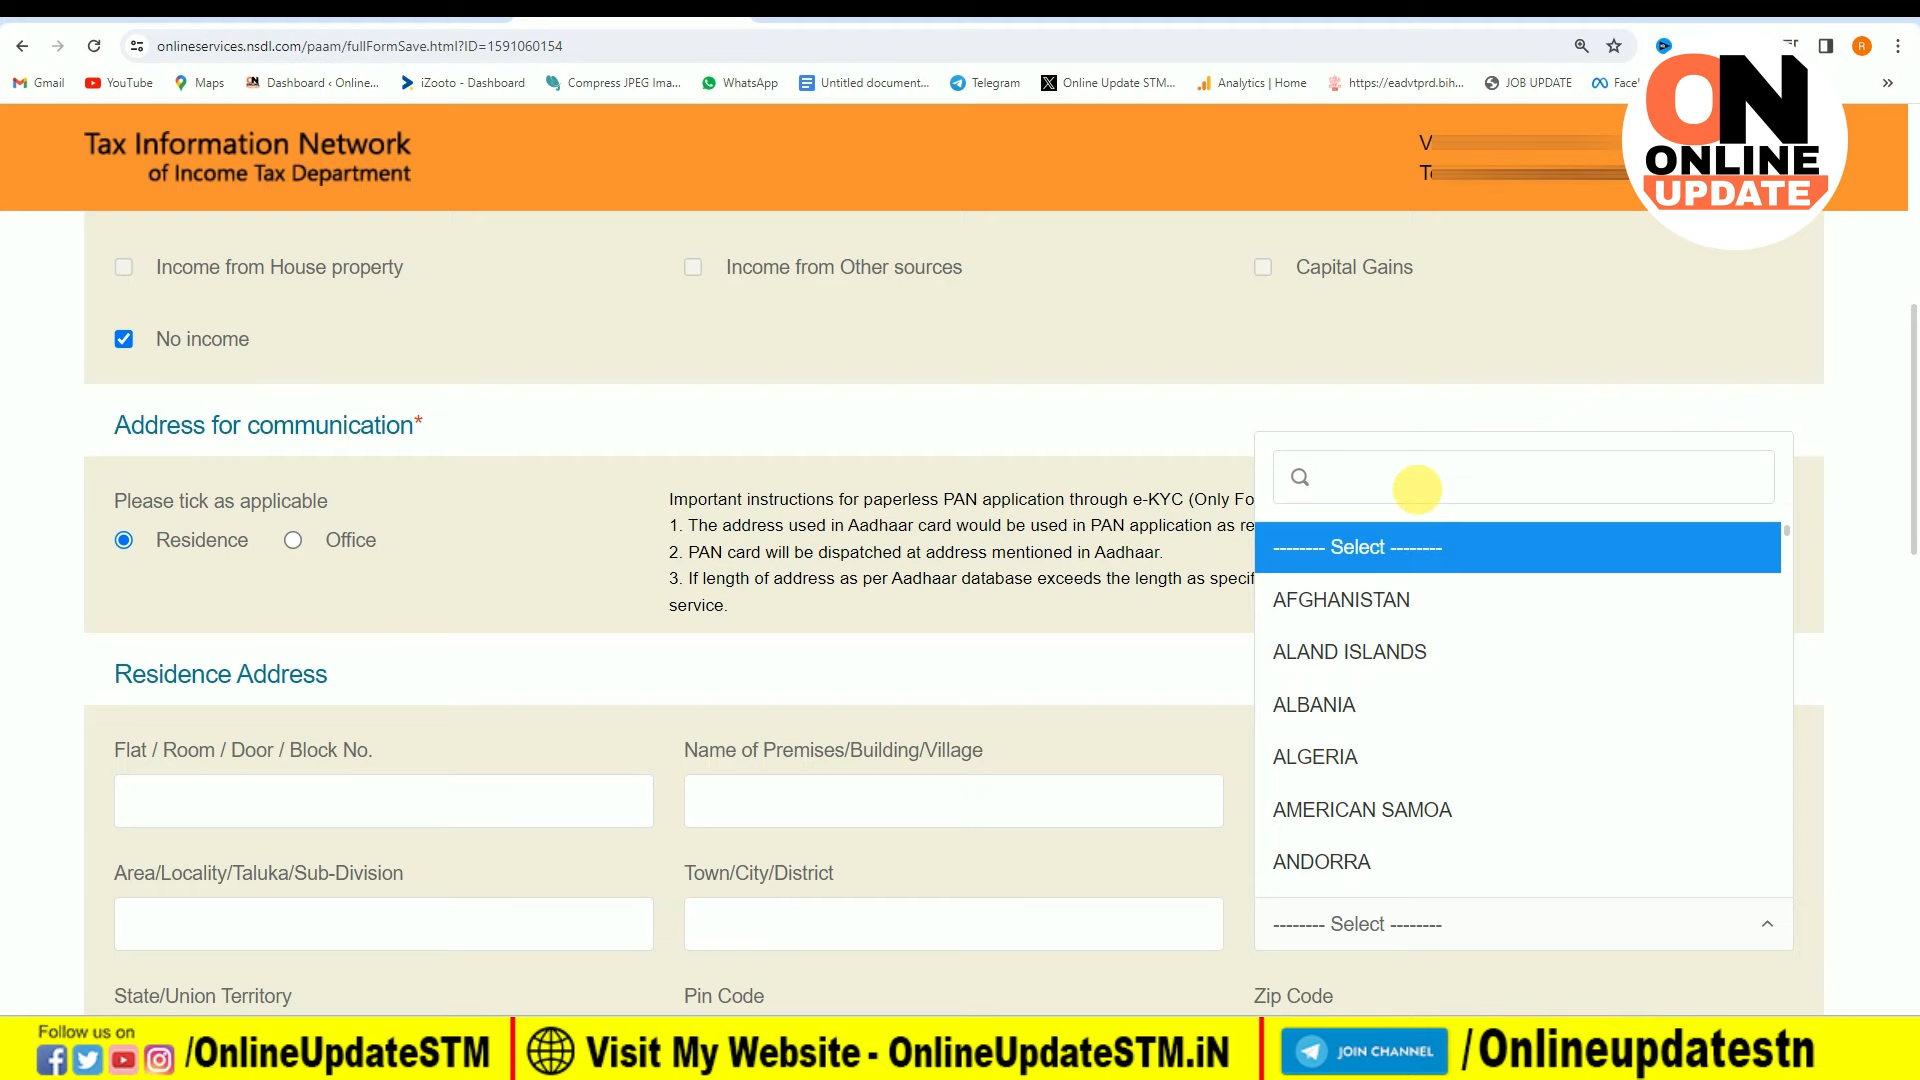 onlineservices.nsdl.com/paam/fullFormSave.html?ID=1591060154
R
Gmail
YouTube
Maps
Dashboard ‹ Online...
iZooto - Dashboard
Compress JPEG Ima...
WhatsApp
Untitled document...
Telegram
Online Update STM...
Analytics | Home
https://eadvtprd.bih...
JOB UPDATE
»
Tax Information Network
of Income Tax Department
ON
ONLINE
UPDATE
Income from House property
Income from Other sources
Capital Gains
No income
Address for communication*
Please tick as applicable
Residence
Office
Important instructions for paperless PAN application through e-KYC (Only Fo
1. The address used in Aadhaar card would be used in PAN application as re
2. PAN card will be dispatched at address mentioned in Aadhaar.
3. If length of address as per Aadhaar database exceeds the length as specif
service.
-------- Select --------
AFGHANISTAN
ALAND ISLANDS
ALBANIA
ALGERIA
AMERICAN SAMOA
ANDORRA
-------- Select --------
Residence Address
Flat / Room / Door / Block No.
Name of Premises/Building/Village
Area/Locality/Taluka/Sub-Division
Town/City/District
State/Union Territory
Pin Code
Zip Code
Follow us on
/OnlineUpdateSTM
Visit My Website - OnlineUpdateSTM.iN
JOIN CHANNEL
/Onlineupdatestn